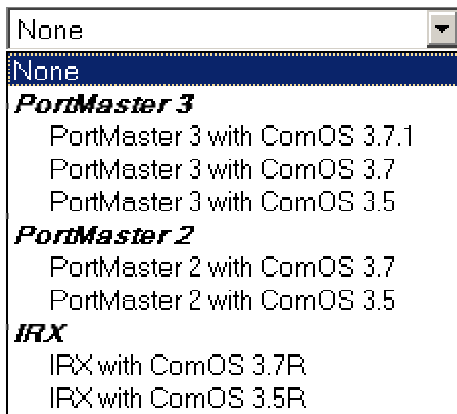 None
None
PortMaster 3
PortMaster 3 with ComOS 3.7.1
PortMaster 3 with ComOS 3.7
PortMaster 3 with ComOS 3.5
PortMaster 2
PortMaster 2 with ComOS 3.7
PortMaster 2 with ComOS 3.5
IRX
IRX with ComOS 3.7R
IRX with ComOS 3.5R